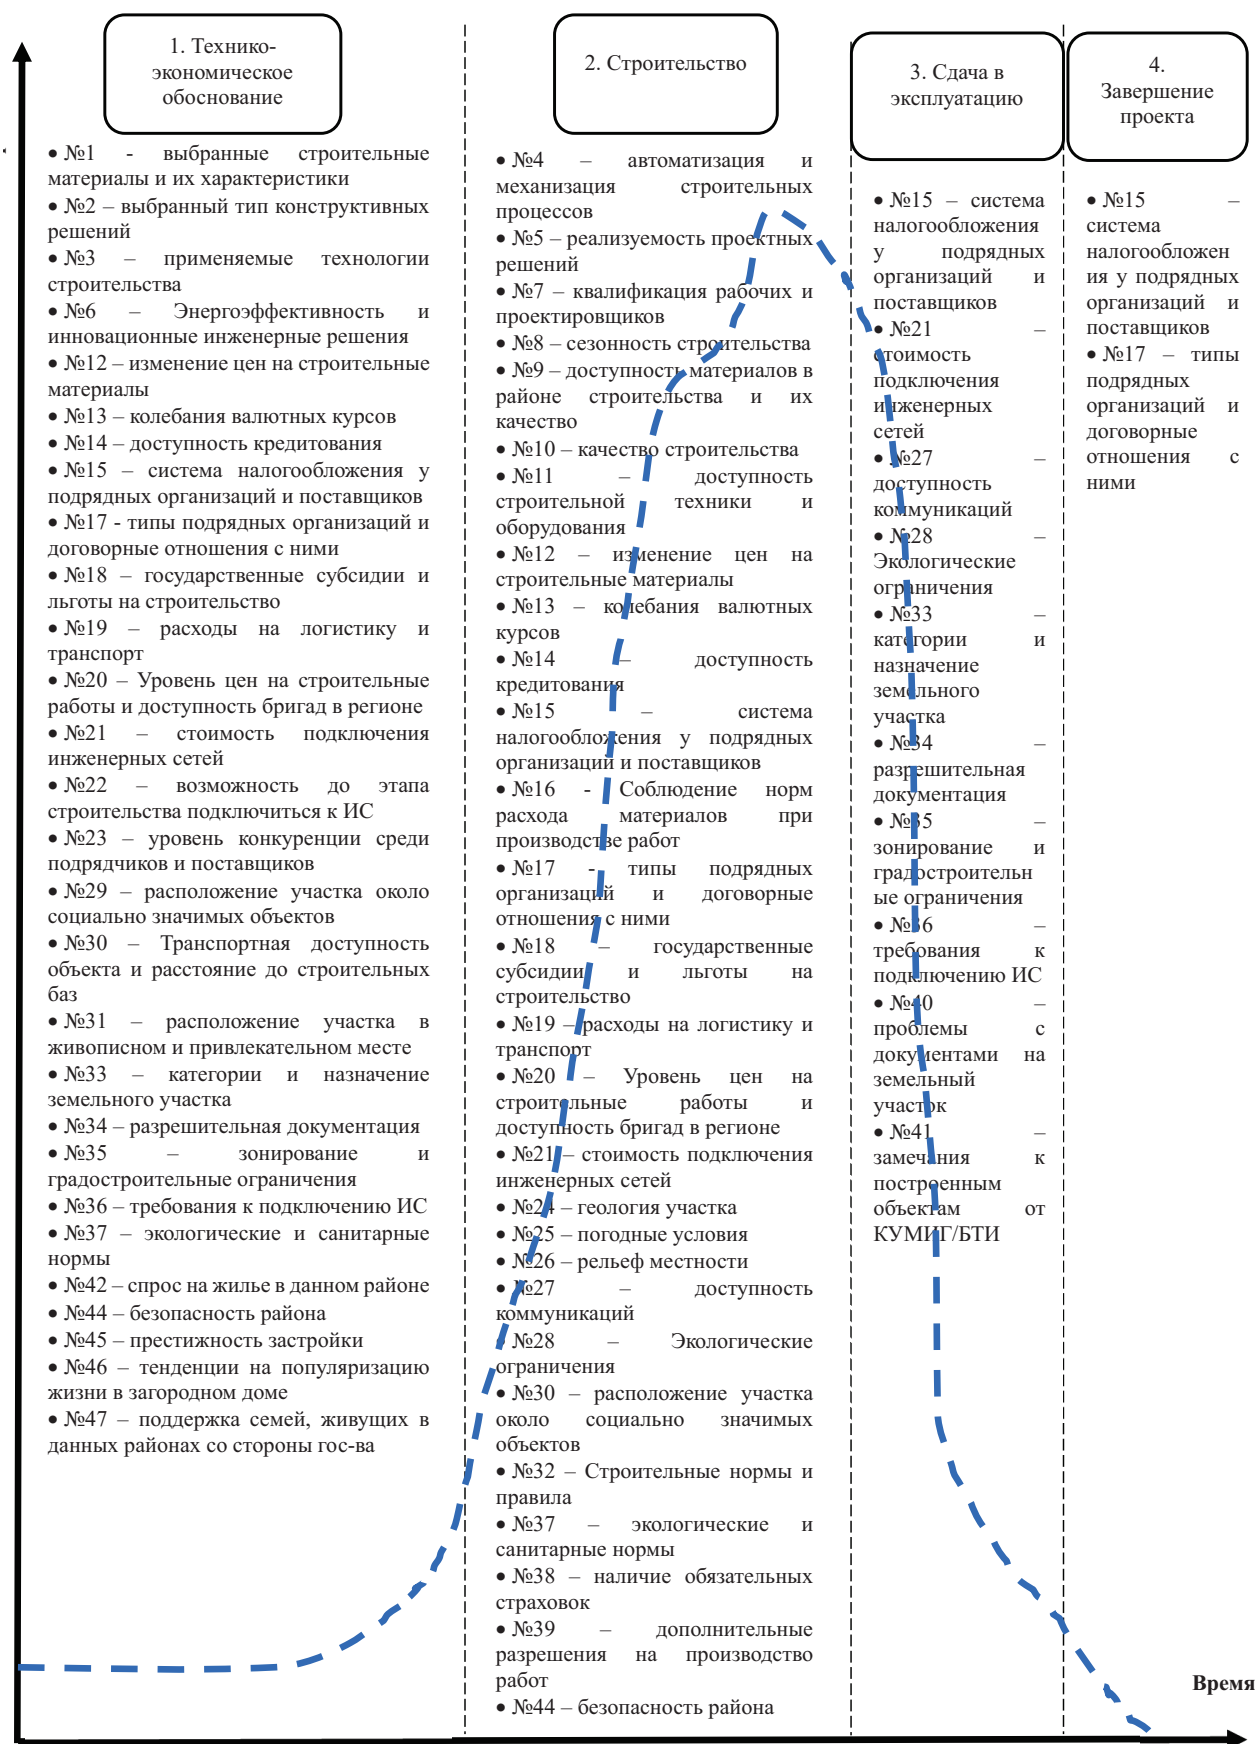 1. Технико-
экономическое
обоснование
• №1 - выбранные строительные
материалы и их характеристики
• №2 – выбранный тип конструктивных
решений
• №3 – применяемые технологии
строительства
• №6 – Энергоэффективность и
инновационные инженерные решения
• №12 – изменение цен на строительные
материалы
• №13 – колебания валютных курсов
• №14 – доступность кредитования
• №15 – система налогообложения у
подрядных организаций и поставщиков
• №17 - типы подрядных организаций и
договорные отношения с ними
• №18 – государственные субсидии и
льготы на строительство
• №19 – расходы на логистику и
транспорт
• №20 – Уровень цен на строительные
работы и доступность бригад в регионе
• №21 – стоимость подключения
инженерных сетей
• №22 – возможность до этапа
строительства подключиться к ИС
• №23 – уровень конкуренции среди
подрядчиков и поставщиков
• №29 – расположение участка около
социально значимых объектов
• №30 – Транспортная доступность
объекта и расстояние до строительных
баз
• №31 – расположение участка в
живописном и привлекательном месте
• №33 – категории и назначение
земельного участка
• №34 – разрешительная документация
• №35 – зонирование и
градостроительные ограничения
• №36 – требования к подключению ИС
• №37 – экологические и санитарные
нормы
• №42 – спрос на жилье в данном районе
• №44 – безопасность района
• №45 – престижность застройки
• №46 – тенденции на популяризацию
жизни в загородном доме
• №47 – поддержка семей, живущих в
данных районах со стороны гос-ва
2. Строительство
• №4 – автоматизация и
механизация строительных
процессов
• №5 – реализуемость проектных
решений
• №7 – квалификация рабочих и
проектировщиков
• №8 – сезонность строительства
• №9 – доступность материалов в
районе строительства и их
качество
• №10 – качество строительства
• №11 – доступность
строительной техники и
оборудования
• №12 – изменение цен на
строительные материалы
• №13 – колебания валютных
курсов
• №14 – доступность
кредитования
• №15 – система
налогообложения у подрядных
организаций и поставщиков
• №16 - Соблюдение норм
расхода материалов при
производстве работ
• №17 - типы подрядных
организаций и договорные
отношения с ними
• №18 – государственные
субсидии и льготы на
строительство
• №19 – расходы на логистику и
транспорт
• №20 – Уровень цен на
строительные работы и
доступность бригад в регионе
• №21 – стоимость подключения
инженерных сетей
• №24 – геология участка
• №25 – погодные условия
• №26 – рельеф местности
• №27 – доступность
коммуникаций
• №28 – Экологические
ограничения
• №30 – расположение участка
около социально значимых
объектов
• №32 – Строительные нормы и
правила
• №37 – экологические и
санитарные нормы
• №38 – наличие обязательных
страховок
• №39 – дополнительные
разрешения на производство
работ
• №44 – безопасность района
3. Сдача в
эксплуатацию
• №15 – система
налогообложения
у подрядных
организаций и
поставщиков
• №21 –
стоимость
подключения
инженерных
сетей
• №27 –
доступность
коммуникаций
• №28 –
Экологические
ограничения
• №33 –
категории и
назначение
земельного
участка
• №34 –
разрешительная
документация
• №35 –
зонирование и
градостроительн
ые ограничения
• №36 –
требования к
подключению ИС
• №40 –
проблемы с
документами на
земельный
участок
• №41 –
замечания к
построенным
объектам от
КУМИГ/БТИ
4.
Завершение
проекта
• №15 –
система
налогообложен
ия у подрядных
организаций и
поставщиков
• №17 – типы
подрядных
организаций и
договорные
отношения с
ними
Время